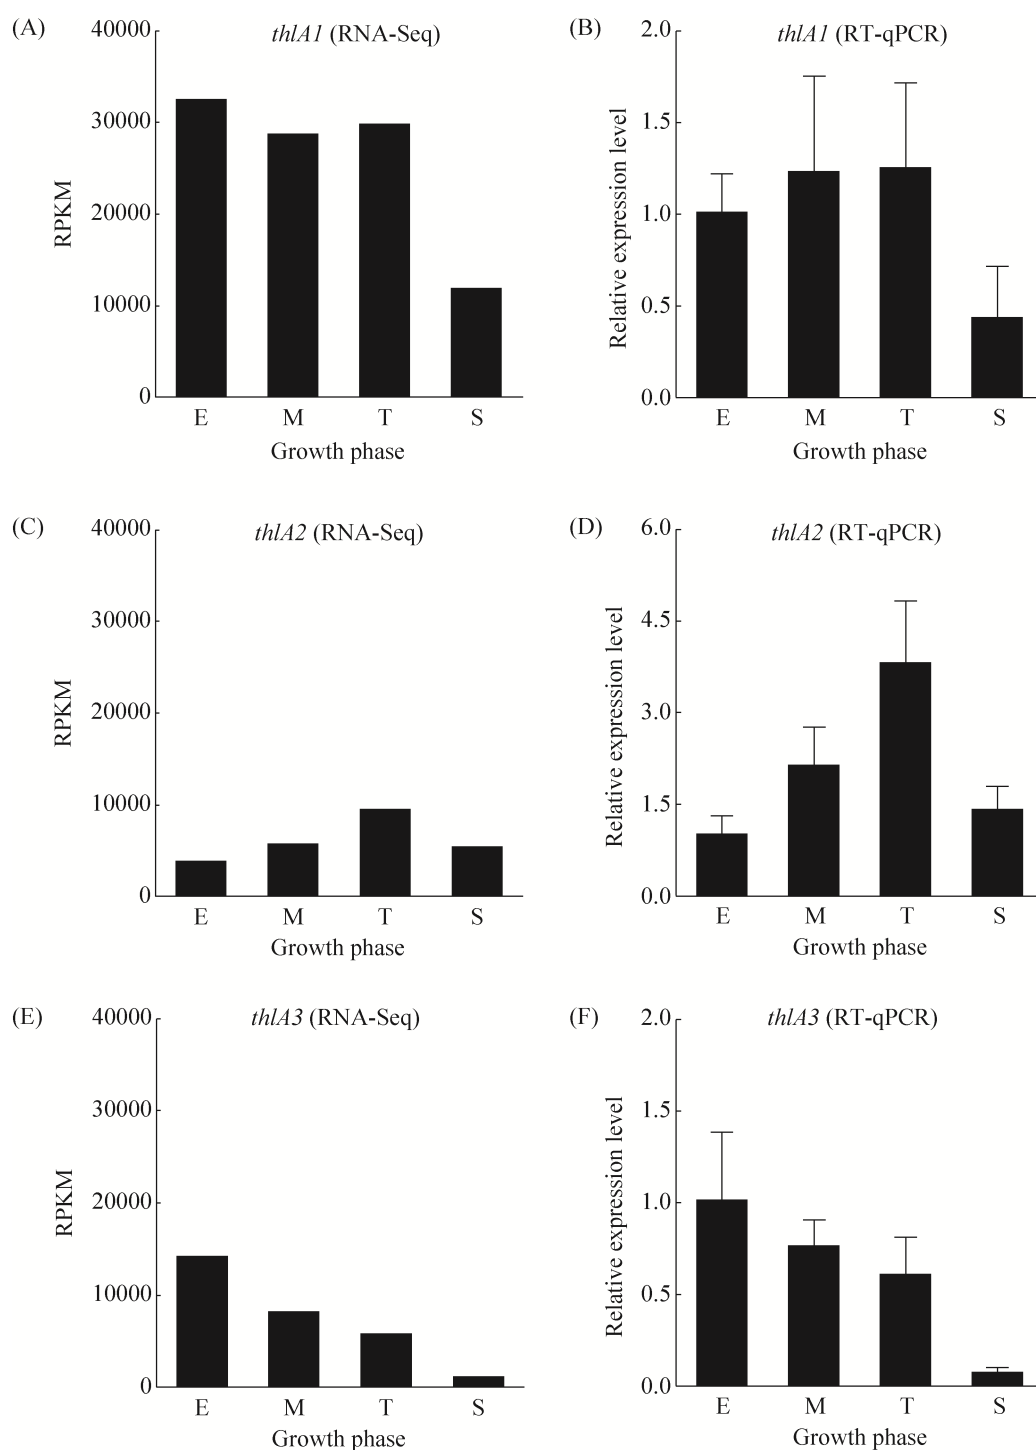 (A)
thlA1 (RNA-Seq)
40000
30000
20000
10000
0
RPKM
E M T S
Growth phase
(B)
thlA1 (RT-qPCR)
2.0
1.5
1.0
0.5
0.0
Relative expression level
E M T S
Growth phase
(C)
thlA2 (RNA-Seq)
40000
30000
20000
10000
0
RPKM
E M T S
Growth phase
(D)
thlA2 (RT-qPCR)
6.0
4.5
3.0
1.5
0.0
Relative expression level
E M T S
Growth phase
(E)
thlA3 (RNA-Seq)
40000
30000
20000
10000
0
RPKM
E M T S
Growth phase
(F)
thlA3 (RT-qPCR)
2.0
1.5
1.0
0.5
0.0
Relative expression level
E M T S
Growth phase